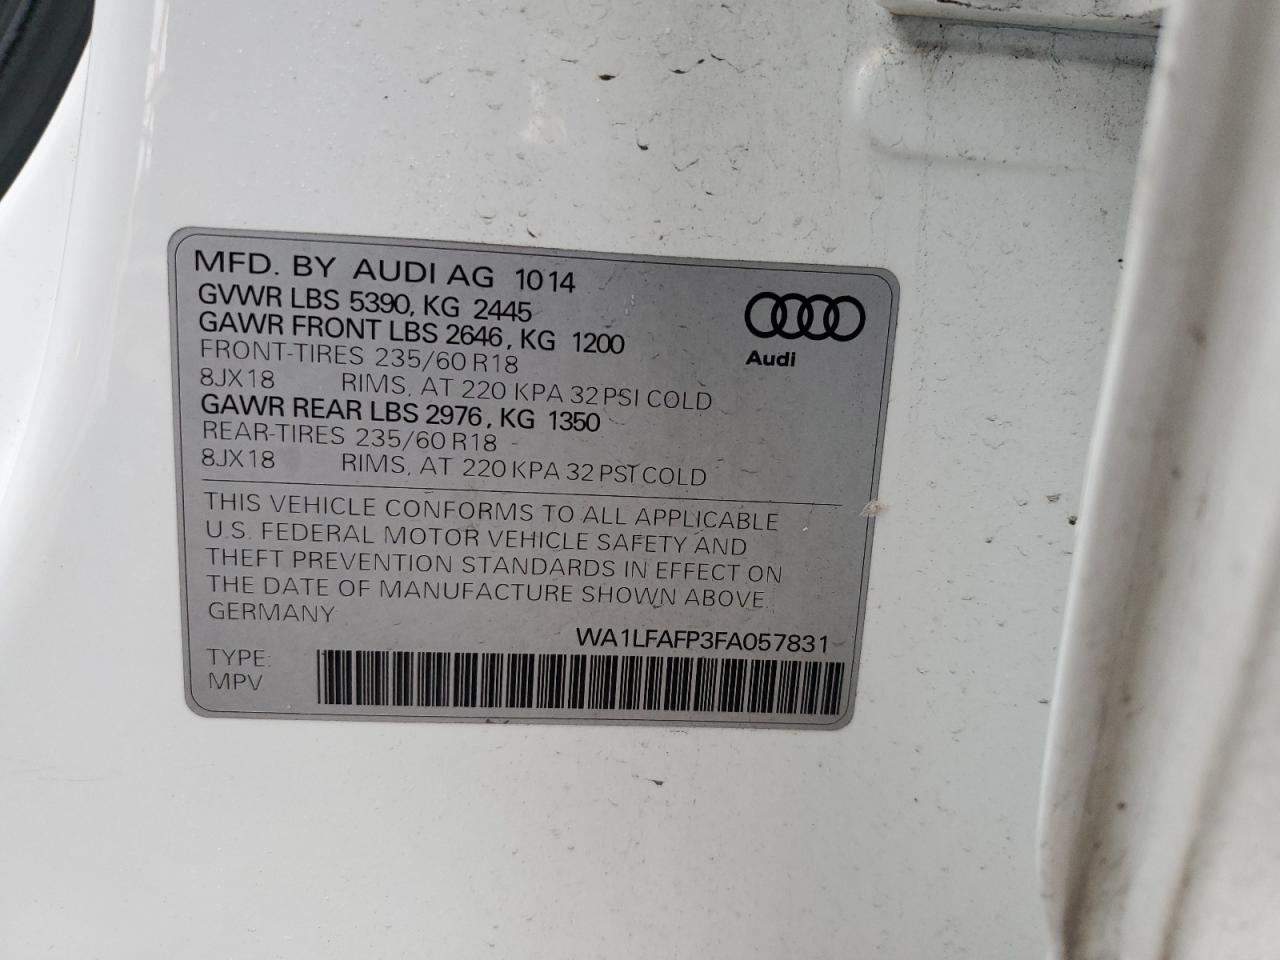 MFD. BY AUDI AG 1014
GVWR LBS 5390, KG 2445
GAWR FRONT LBS 2646, KG 1200
FRONT-TIRES 235/60 R18
8JX18 RIMS, AT 220 KPA 32 PSI COLD
GAWR REAR LBS 2976, KG 1350
REAR-TIRES 235/60 R18
8JX18 RIMS, AT 220 KPA 32 PSI COLD
Audi
THIS VEHICLE CONFORMS TO ALL APPLICABLE
U.S. FEDERAL MOTOR VEHICLE SAFETY AND
THEFT PREVENTION STANDARDS IN EFFECT ON
THE DATE OF MANUFACTURE SHOWN ABOVE.
GERMANY
WA1LFAFP3FA057831
TYPE:
MPV